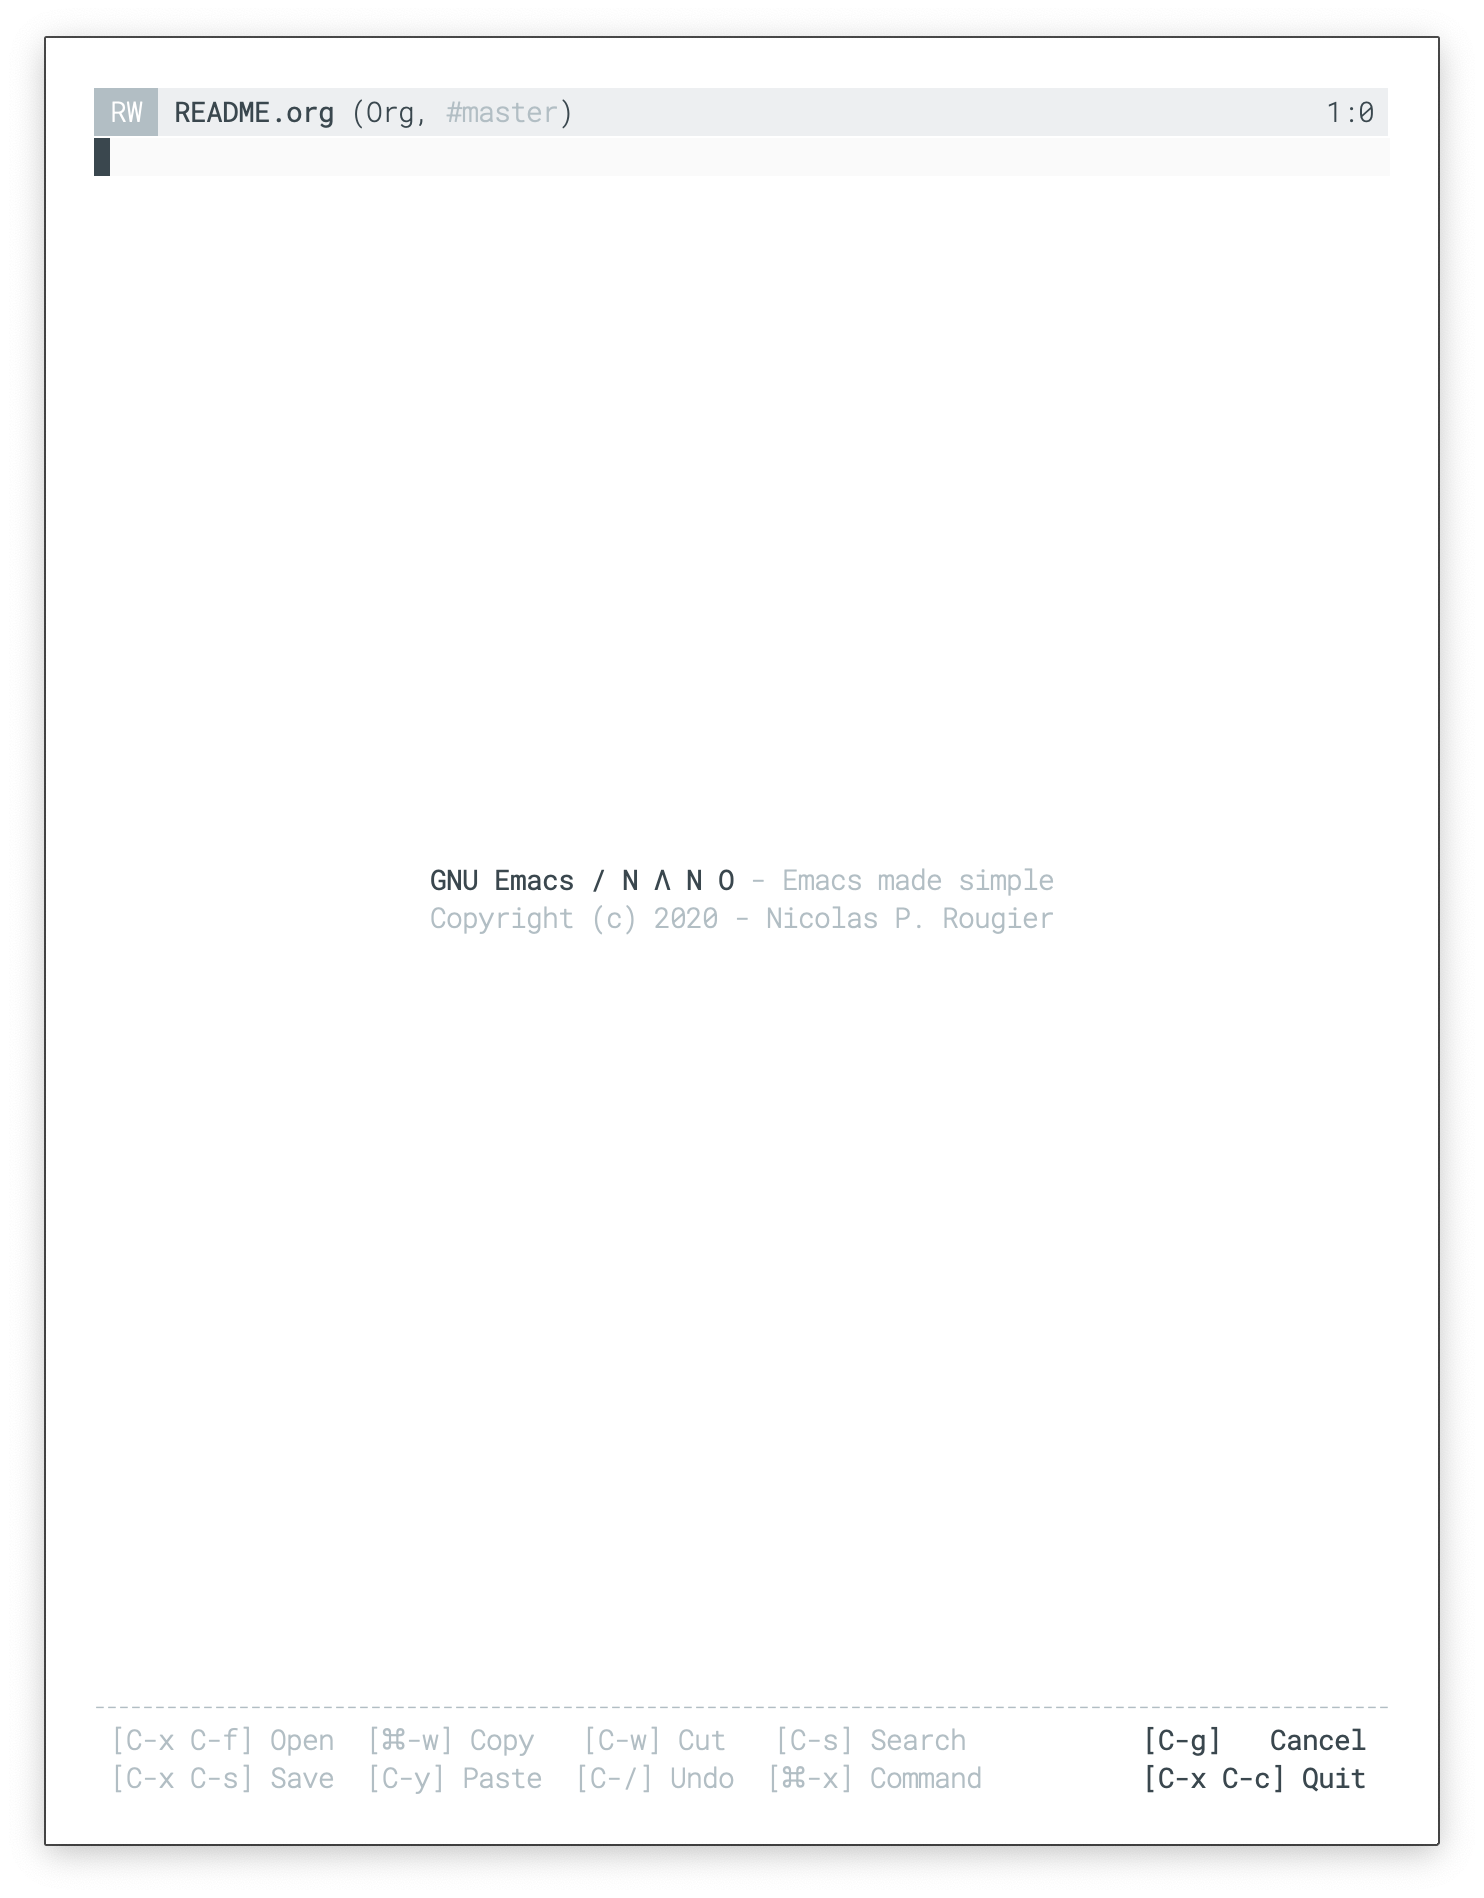 RW README.org (Org, #master) 1:0
GNU Emacs / N Λ N O - Emacs made simple
Copyright (c) 2020 - Nicolas P. Rougier
[C-x C-f] Open [⌘-w] Copy [C-w] Cut [C-s] Search [C-g] Cancel
[C-x C-s] Save [C-y] Paste [C-/] Undo [⌘-x] Command [C-x C-c] Quit